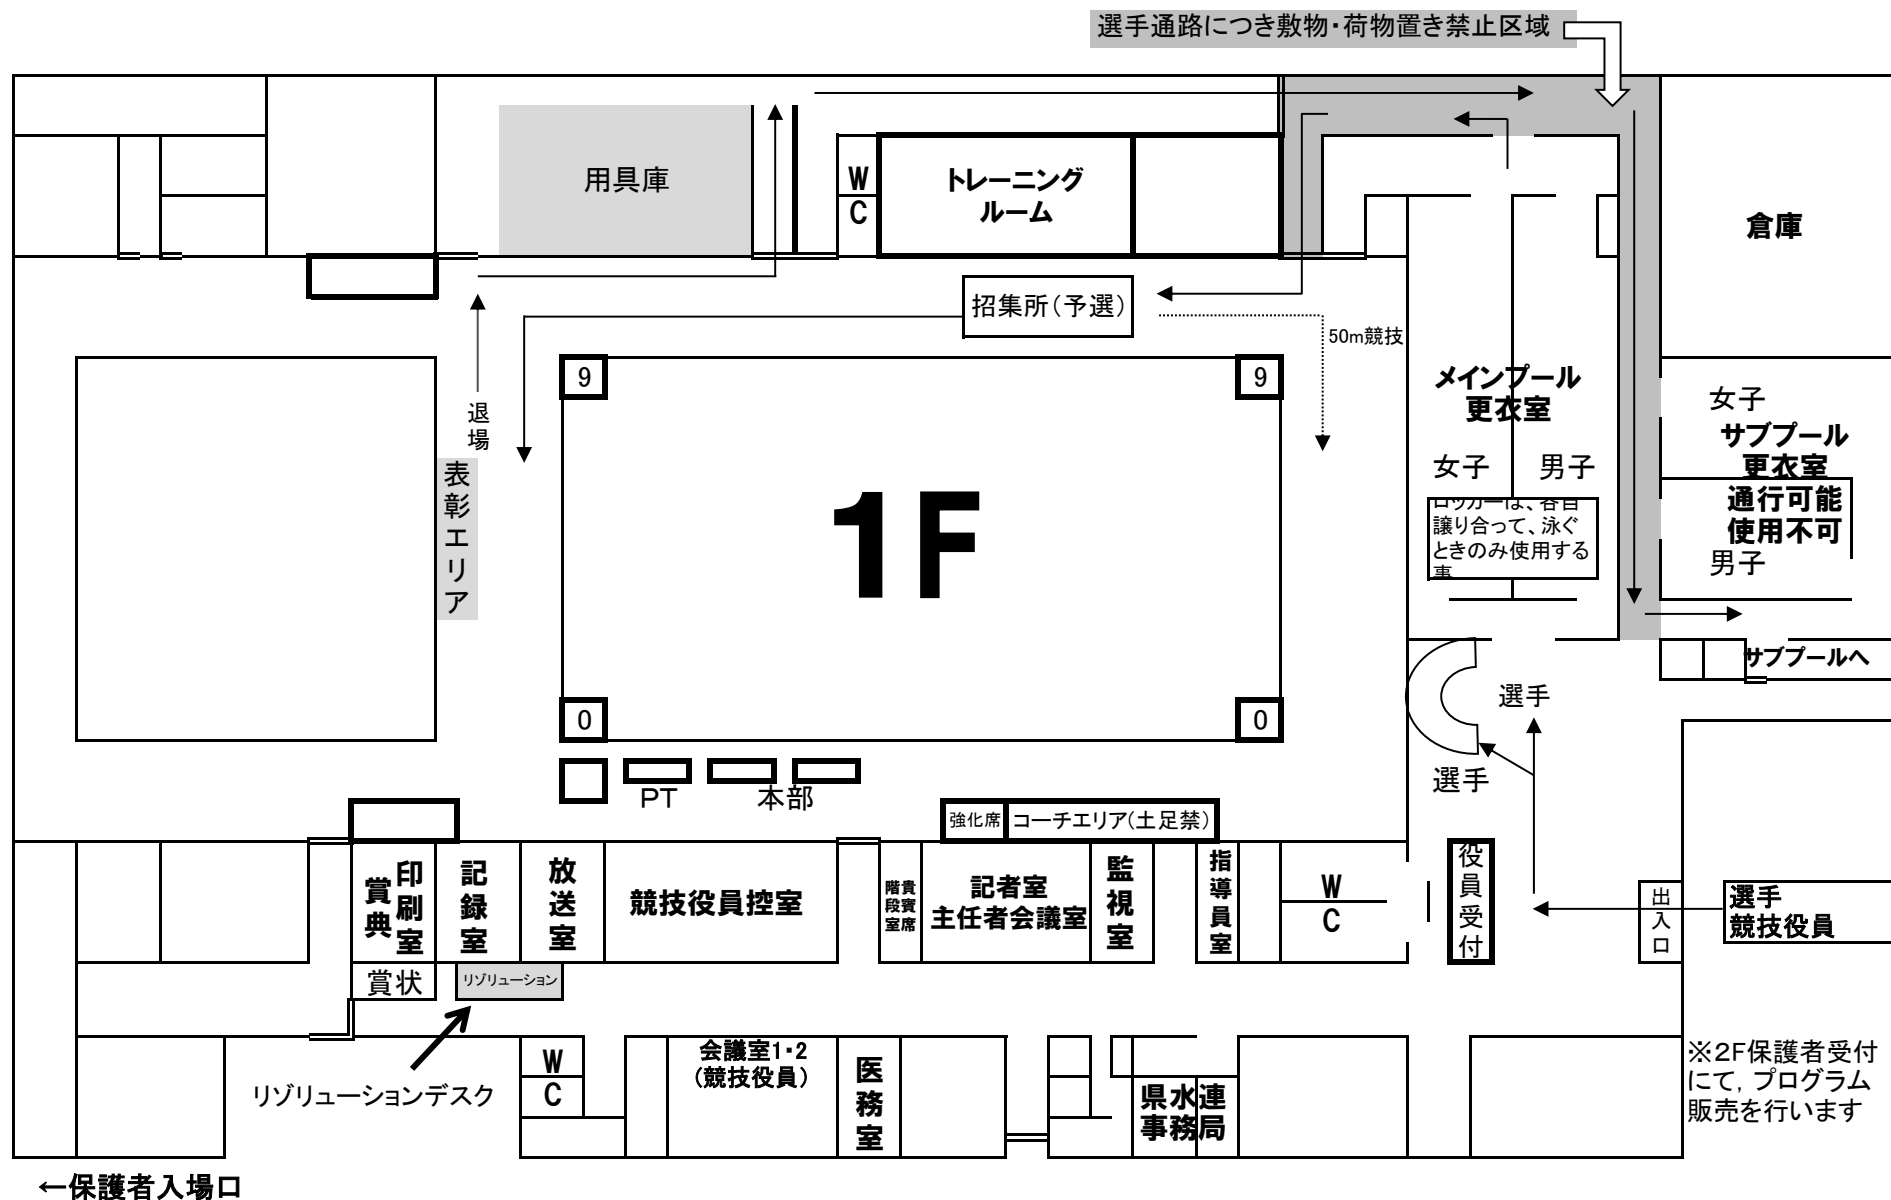 選手通路につき敷物・荷物置き禁止区域
用具庫
W
C
トレーニング
ルーム
倉庫
招集所（予選）
50m競技
9
9
退場
表彰エリア
1F
メインプール
更衣室
女子
男子
ロッカーは、各自
譲り合って、泳ぐ
ときのみ使用する
事
女子
サブプール
更衣室
通行可能
使用不可
男子
サブプールへ
0
0
選手
選手
PT
本部
強化席
コーチエリア(土足禁)
賞典
印刷室
記録室
放送室
競技役員控室
貴賓席
階段室
記者室
主任者会議室
監視室
指導員室
W
C
役員受付
出入口
選手
競技役員
賞状
リゾリューション
リゾリューションデスク
W
C
会議室1・2
(競技役員)
医務室
県水連
事務局
※2F保護者受付
にて，プログラム
販売を行います
←保護者入場口